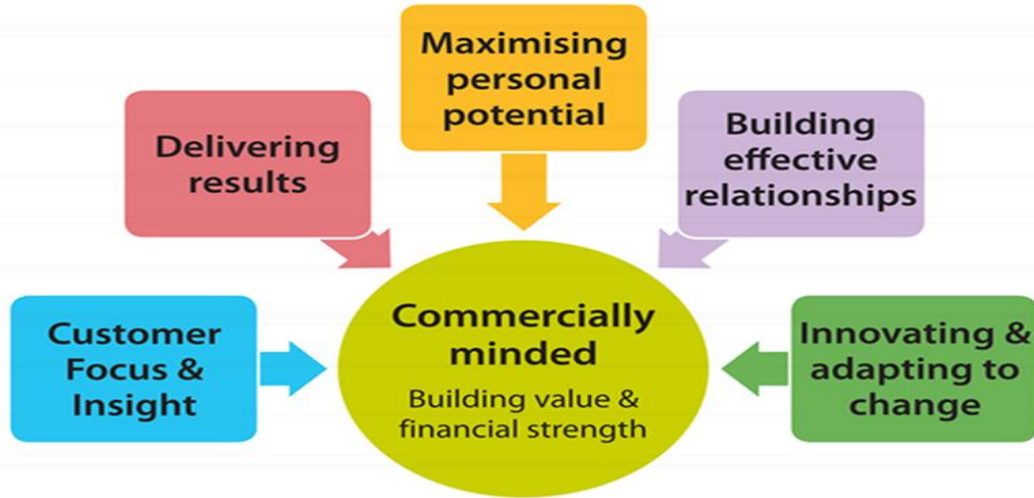 Maximising
personal
potential
Delivering
results
Building
effective
relationships
Customer
Focus &
Insight
Commercially
minded
Building value &
financial strength
Innovating &
adapting to
change